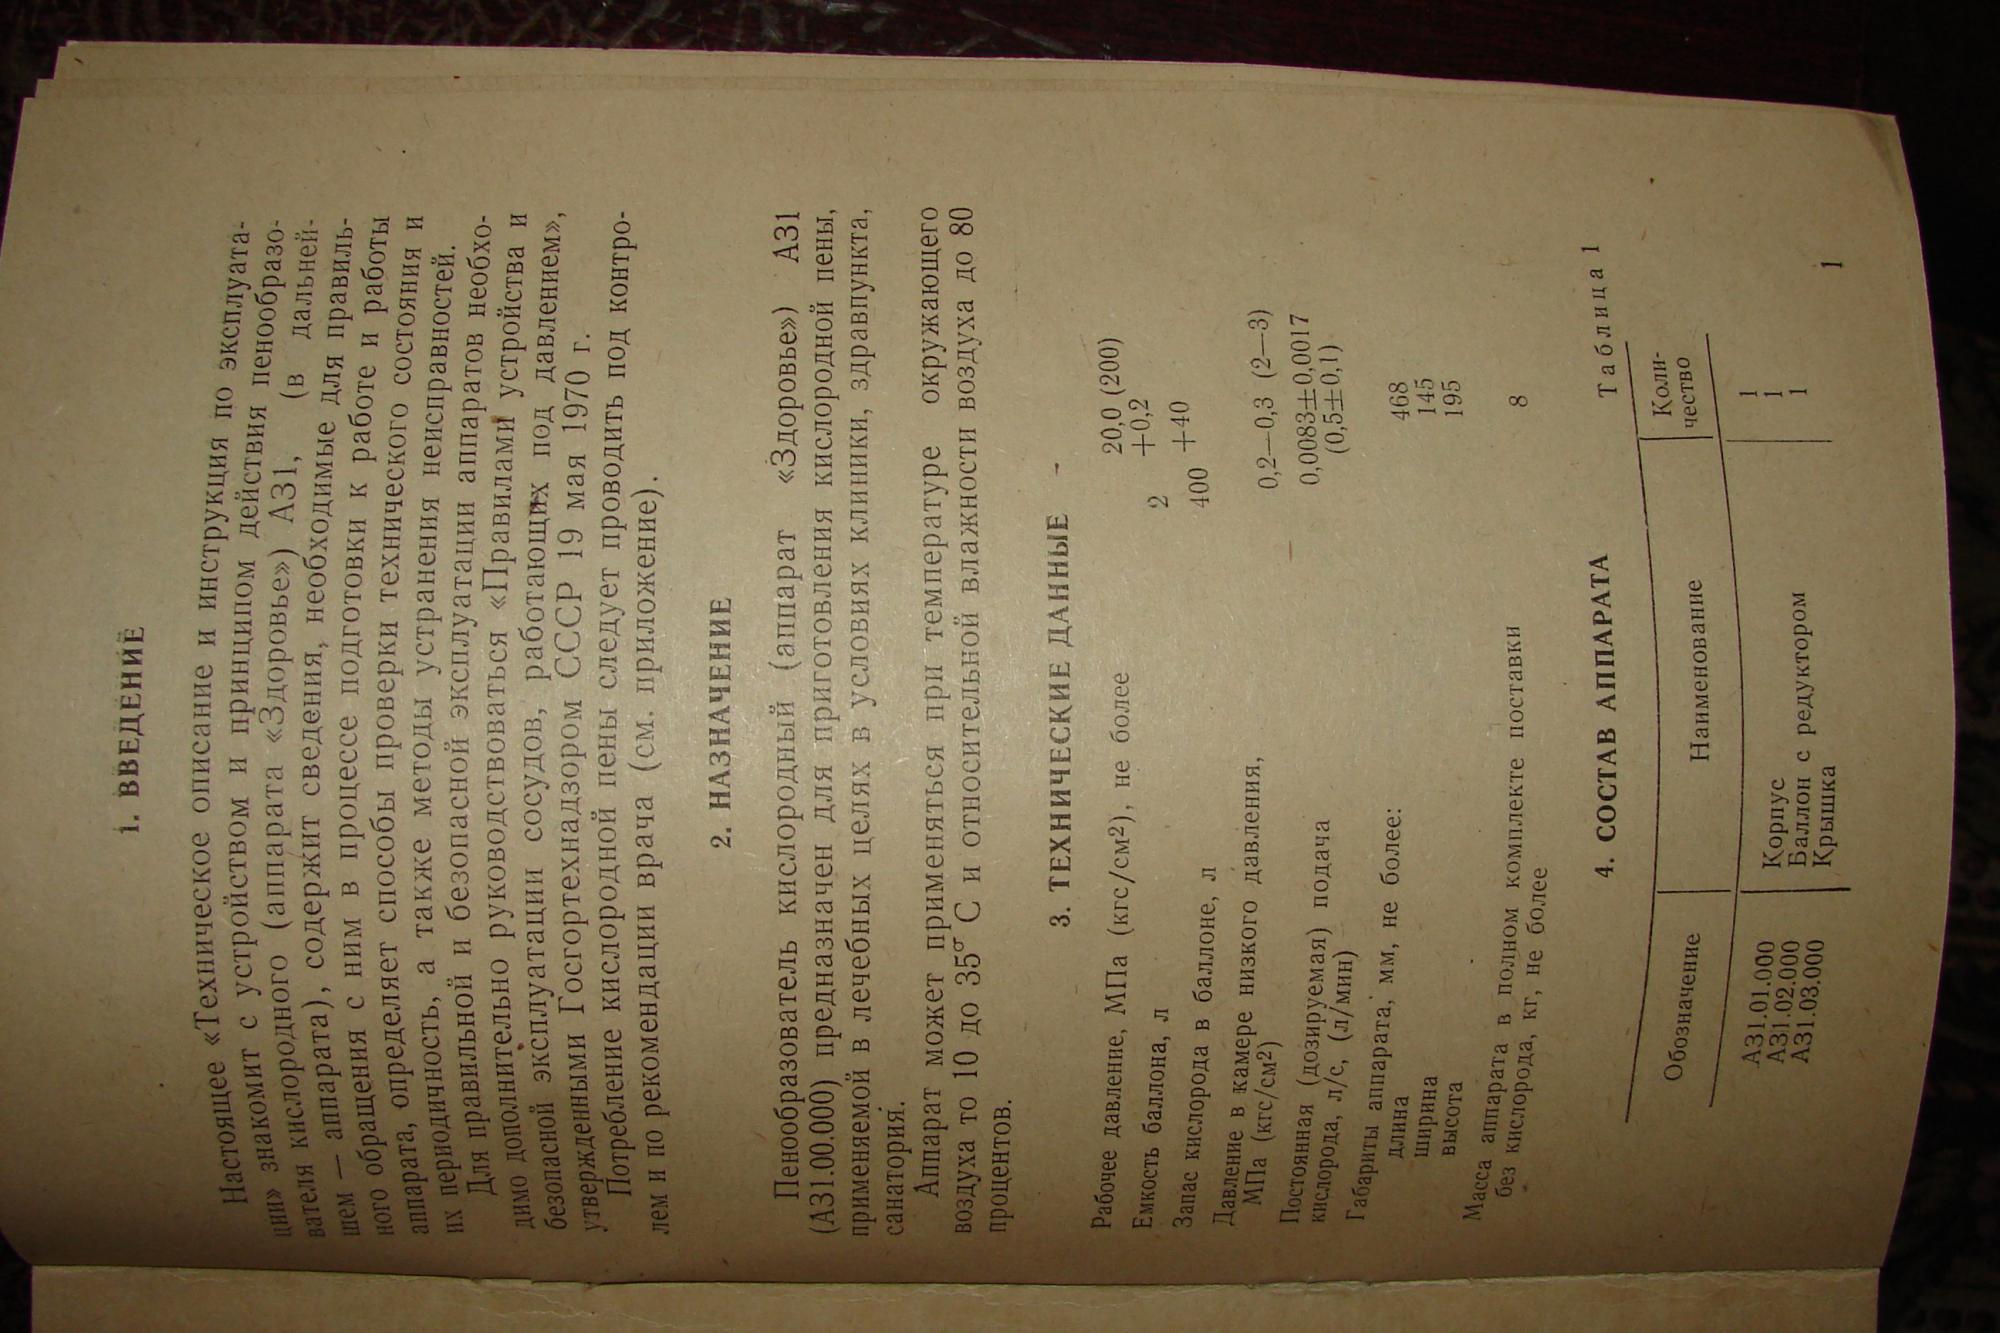 1. ВВЕДЕНИЕ
Настоящее «Техническое описание и инструкция по эксплуата-
ции» знакомит с устройством и принципом действия пенообразо-
вателя кислородного (аппарата «Здоровье») А31, (в дальней-
шем — аппарата), содержит сведения, необходимые для правиль-
ного обращения с ним в процессе подготовки к работе и работы
аппарата, определяет способы проверки технического состояния и
их периодичность, а также методы устранения неисправностей.
Для правильной и безопасной эксплуатации аппаратов необхо-
димо дополнительно руководствоваться «Правилами устройства и
безопасной эксплуатации сосудов, работающих под давлением»,
утвержденными Госгортехнадзором СССР 19 мая 1970 г.
Потребление кислородной пены следует проводить под контро-
лем и по рекомендации врача (см. приложение).
2. НАЗНАЧЕНИЕ
Пенообразователь кислородный (аппарат «Здоровье») А31
(А31.00.000) предназначен для приготовления кислородной пены,
применяемой в лечебных целях в условиях клиники, здравпункта,
санатория.
Аппарат может применяться при температуре окружающего
воздуха то 10 до 35° С и относительной влажности воздуха до 80
процентов.
3. ТЕХНИЧЕСКИЕ ДАННЫЕ
Рабочее давление, МПа (кгс/см²), не более 20,0 (200)
Емкость баллона, л 2 +0,2
Запас кислорода в баллоне, л 400 +40
Давление в камере низкого давления,
МПа (кгс/см²) 0,2—0,3 (2—3)
Постоянная (дозируемая) подача 0,0083±0,0017
кислорода, л/с, (л/мин) (0,5±0,1)
Габариты аппарата, мм, не более:
длина 468
ширина 145
высота 195
Масса аппарата в полном комплекте поставки
без кислорода, кг, не более 8
4. СОСТАВ АППАРАТА
Таблица 1
Обозначение Наименование Коли-
чество
А31.01.000 Корпус 1
А31.02.000 Баллон с редуктором 1
А31.03.000 Крышка 1
1